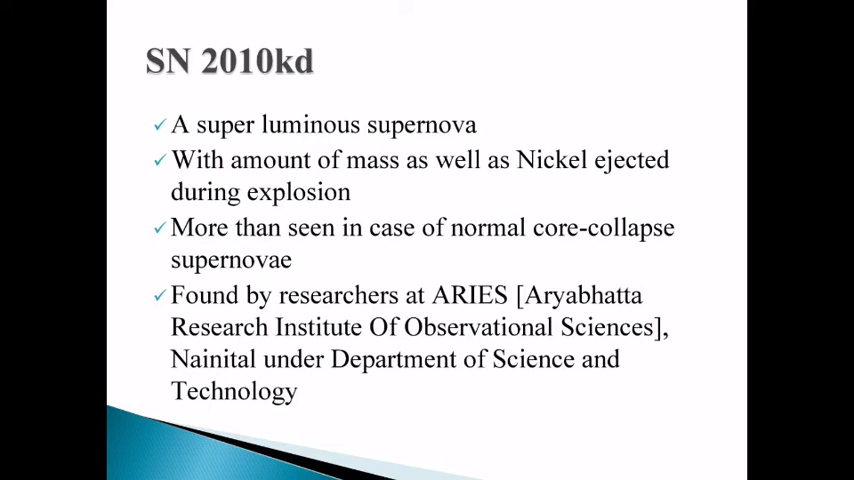 SN 2010kd
✓A super luminous supernova
✓With amount of mass as well as Nickel ejected
during explosion
✓More than seen in case of normal core-collapse
supernovae
✓Found by researchers at ARIES [Aryabhatta
Research Institute Of Observational Sciences],
Nainital under Department of Science and
Technology